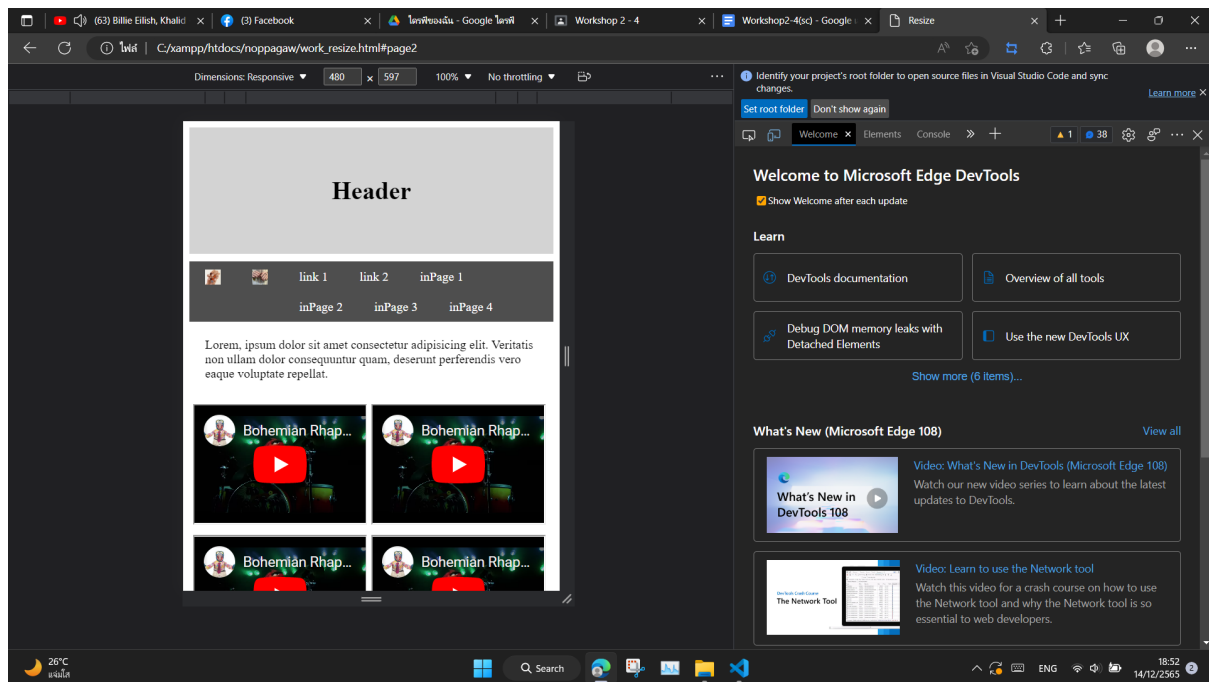 (63) Billie Eilish, Khalid
(3) Facebook
ไดรฟ์ของฉัน - Google ไดรฟ์
Workshop 2 - 4
Workshop2-4(sc) - Google
Resize
ไฟล์
C:/xampp/htdocs/noppagaw/work_resize.html#page2
Dimensions: Responsive ▼ 480 x 597 100% ▼ No throttling ▼
Identify your project's root folder to open source files in Visual Studio Code and sync
changes.
Learn more
Set root folder Don't show again
Welcome Elements Console
1 38
Header
link 1 link 2 inPage 1
inPage 2 inPage 3 inPage 4
Lorem, ipsum dolor sit amet consectetur adipisicing elit. Veritatis
non ullam dolor consequuntur quam, deserunt perferendis vero
eaque voluptate repellat.
Bohemian Rhap...
Bohemian Rhap...
Bohemian Rhap...
Bohemian Rhap...
Welcome to Microsoft Edge DevTools
Show Welcome after each update
Learn
DevTools documentation
Overview of all tools
Debug DOM memory leaks with
Detached Elements
Use the new DevTools UX
Show more (6 items)...
What's New (Microsoft Edge 108)
View all
What's New in
DevTools 108
Video: What's New in DevTools (Microsoft Edge 108)
Watch our new video series to learn about the latest
updates to DevTools.
DevTools Crash Course
The Network Tool
Video: Learn to use the Network tool
Watch this video for a crash course on how to use
the Network tool and why the Network tool is so
essential to web developers.
26°C
แจ่มใส
Search
ENG
18:52
14/12/2565
2